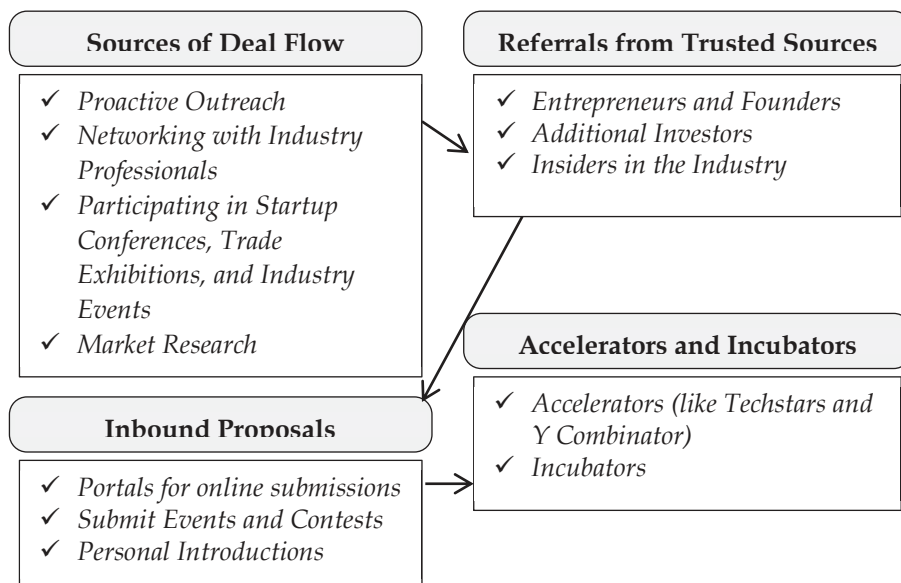 Sources of Deal Flow
✓ Proactive Outreach
✓ Networking with Industry
Professionals
✓ Participating in Startup
Conferences, Trade
Exhibitions, and Industry
Events
✓ Market Research
Referrals from Trusted Sources
✓ Entrepreneurs and Founders
✓ Additional Investors
✓ Insiders in the Industry
Inbound Proposals
✓ Portals for online submissions
✓ Submit Events and Contests
✓ Personal Introductions
Accelerators and Incubators
✓ Accelerators (like Techstars and
Y Combinator)
✓ Incubators